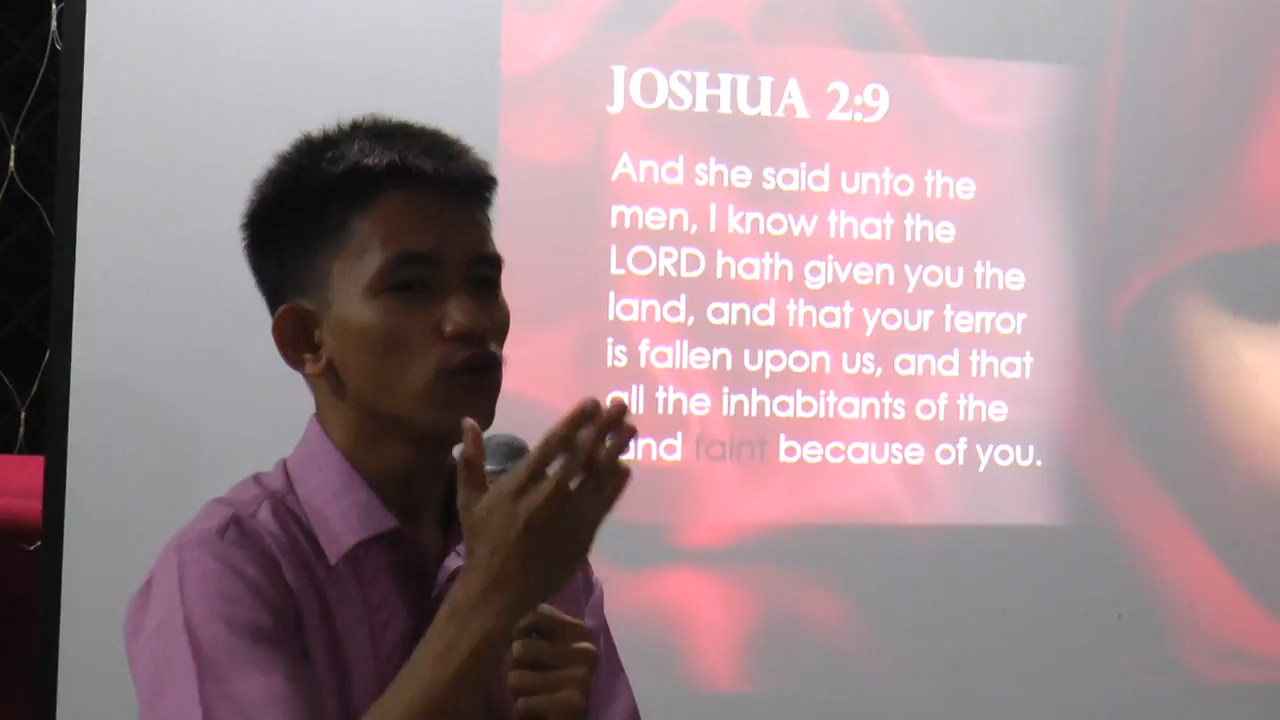 JOSHUA 2:9
And she said unto the
men, I know that the
LORD hath given you the
land, and that your terror
is fallen upon us, and that
all the inhabitants of the
land faint because of you.